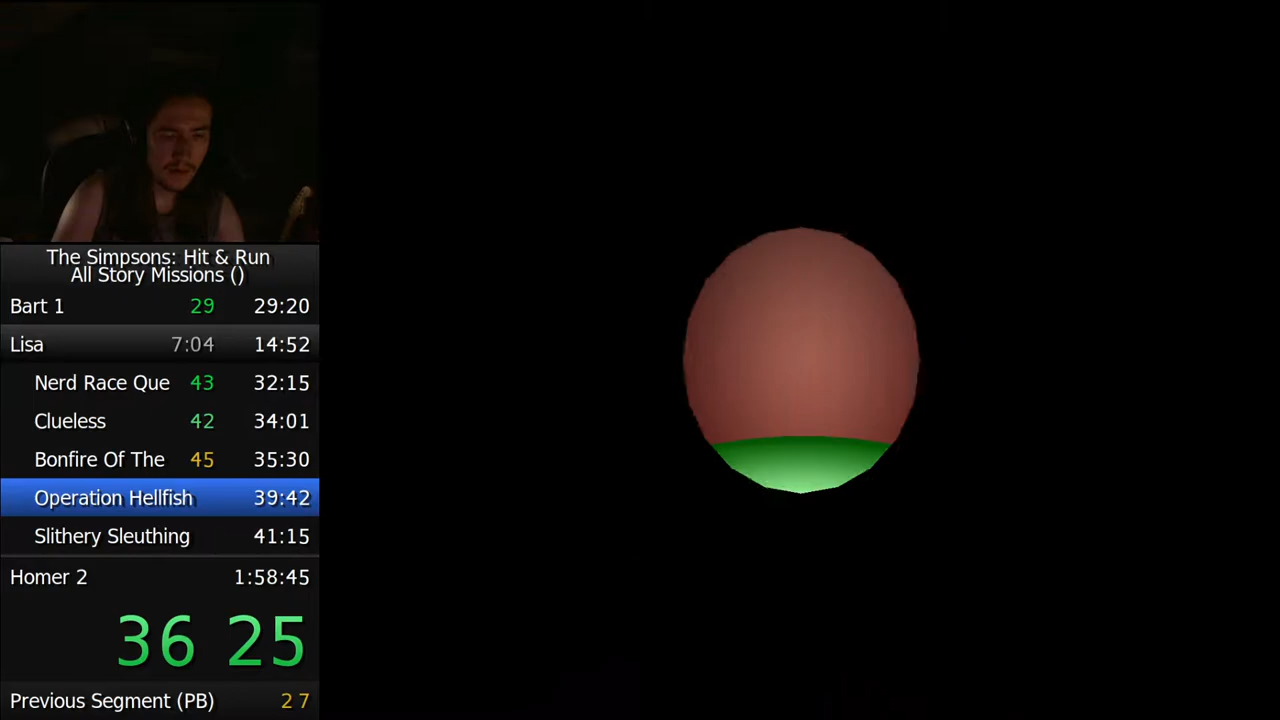 The Simpsons: Hit & Run
All Story Missions ()
Bart 1 29 29:20
Lisa 7:04 14:52
Nerd Race Que 43 32:15
Clueless 42 34:01
Bonfire Of The 45 35:30
Operation Hellfish 39:42
Slithery Sleuthing 41:15
Homer 2 1:58:45
36 25
Previous Segment (PB) 2 7